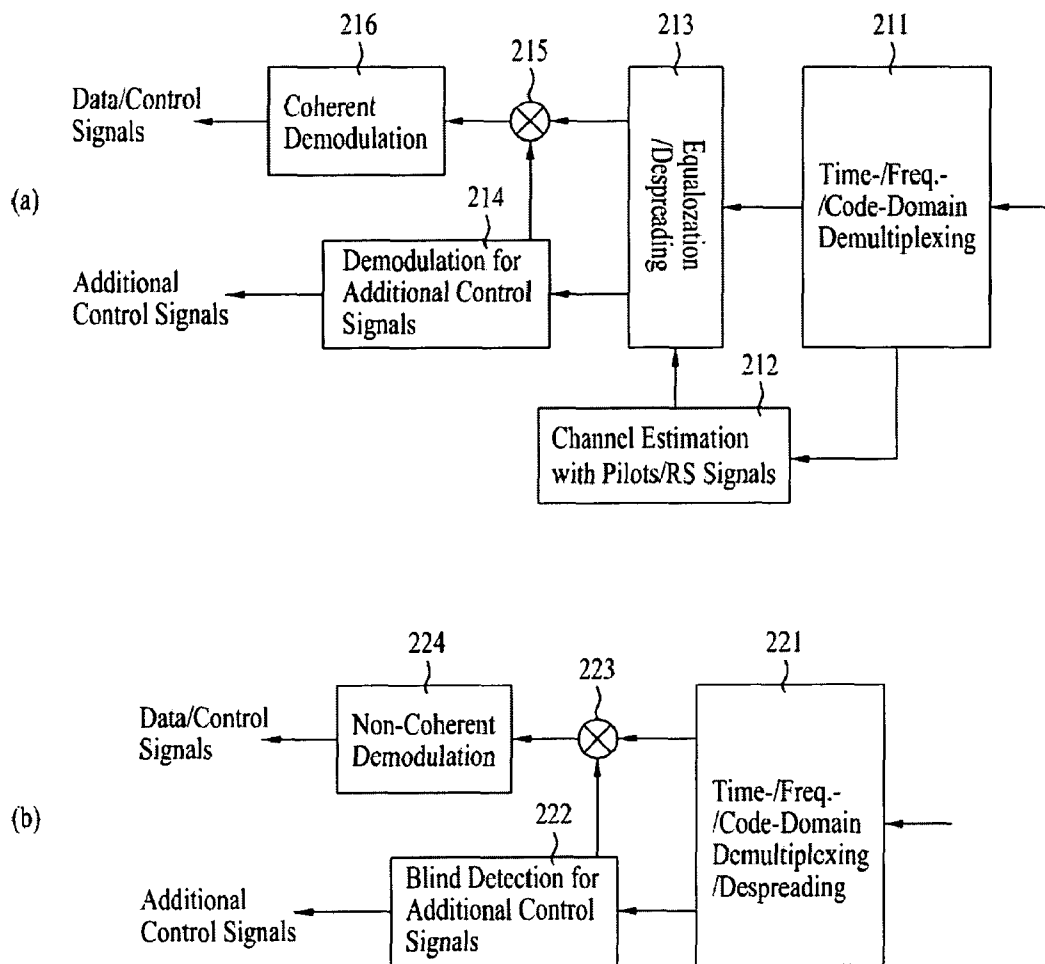 216
215
213
211
Data/Control
Signals
Coherent
Demodulation
Equalozation
/Despreading
Time-/Freq.-
/Code-Domain
Demultiplexing
(a)
214
Additional
Control Signals
Demodulation for
Additional Control
Signals
212
Channel Estimation
with Pilots/RS Signals
224
223
221
Data/Control
Signals
Non-Coherent
Demodulation
Time-/Freq.-
/Code-Domain
Demultiplexing
/Despreading
(b)
222
Additional
Control Signals
Blind Detection for
Additional Control
Signals